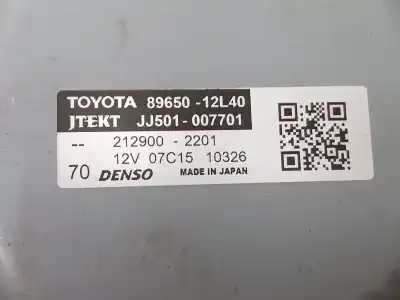 TOYOTA 89650-12L40
JTEKT JJ501-007701
-- 212900-2201
12V 07C15 10326
70 DENSO MADE IN JAPAN